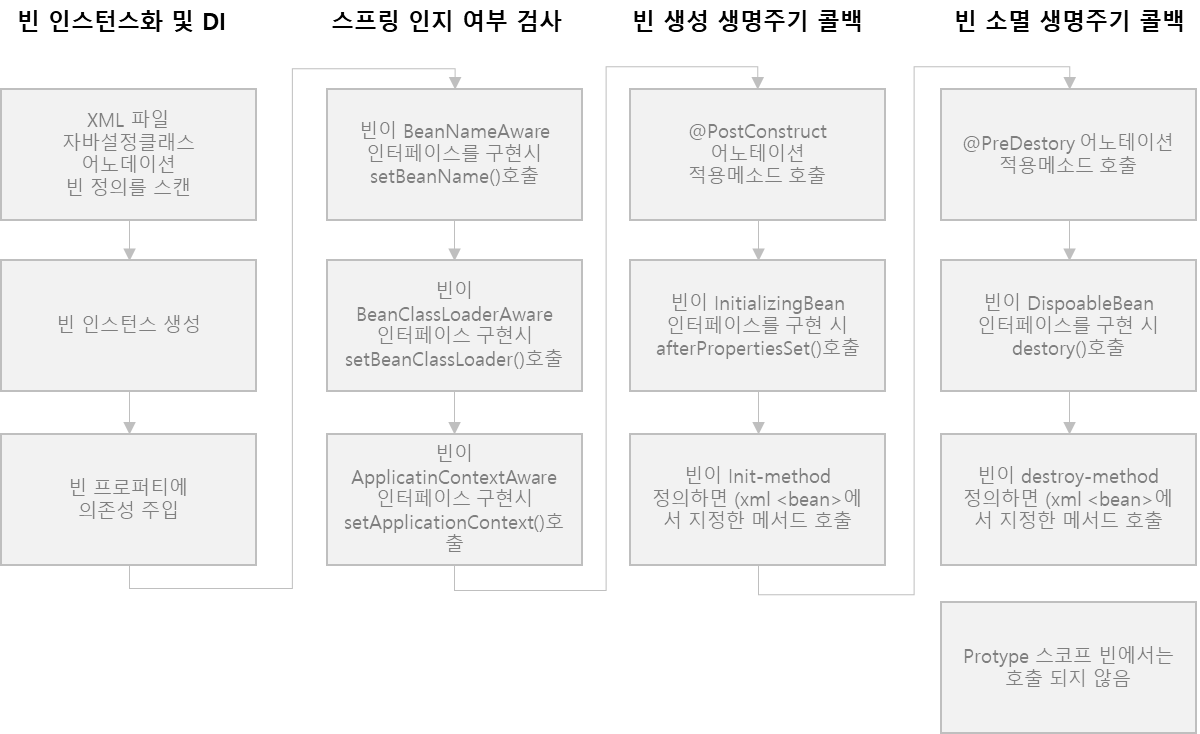 빈 인스턴스화 및 DI
XML 파일
자바설정클래스
어노데이션
빈 정의를 스캔
빈 인스턴스 생성
빈 프로퍼티에
의존성 주입
스프링 인지 여부 검사
빈이 BeanNameAware
인터페이스를 구현시
setBeanName()호출
빈이
BeanClassLoaderAware
인터페이스 구현시
setBeanClassLoader()호출
빈이
ApplicatinContextAware
인터페이스 구현시
setApplicationContext()호
출
빈 생성 생명주기 콜백
@PostConstruct
어노테이션
적용메소드 호출
빈이 InitializingBean
인터페이스를 구현 시
afterPropertiesSet()호출
빈이 Init-method
정의하면 (xml <bean>에
서 지정한 메서드 호출
빈 소멸 생명주기 콜백
@PreDestory 어노테이션
적용메소드 호출
빈이 DispoableBean
인터페이스를 구현 시
destory()호출
빈이 destroy-method
정의하면 (xml <bean>에
서 지정한 메서드 호출
Protype 스코프 빈에서는
호출 되지 않음